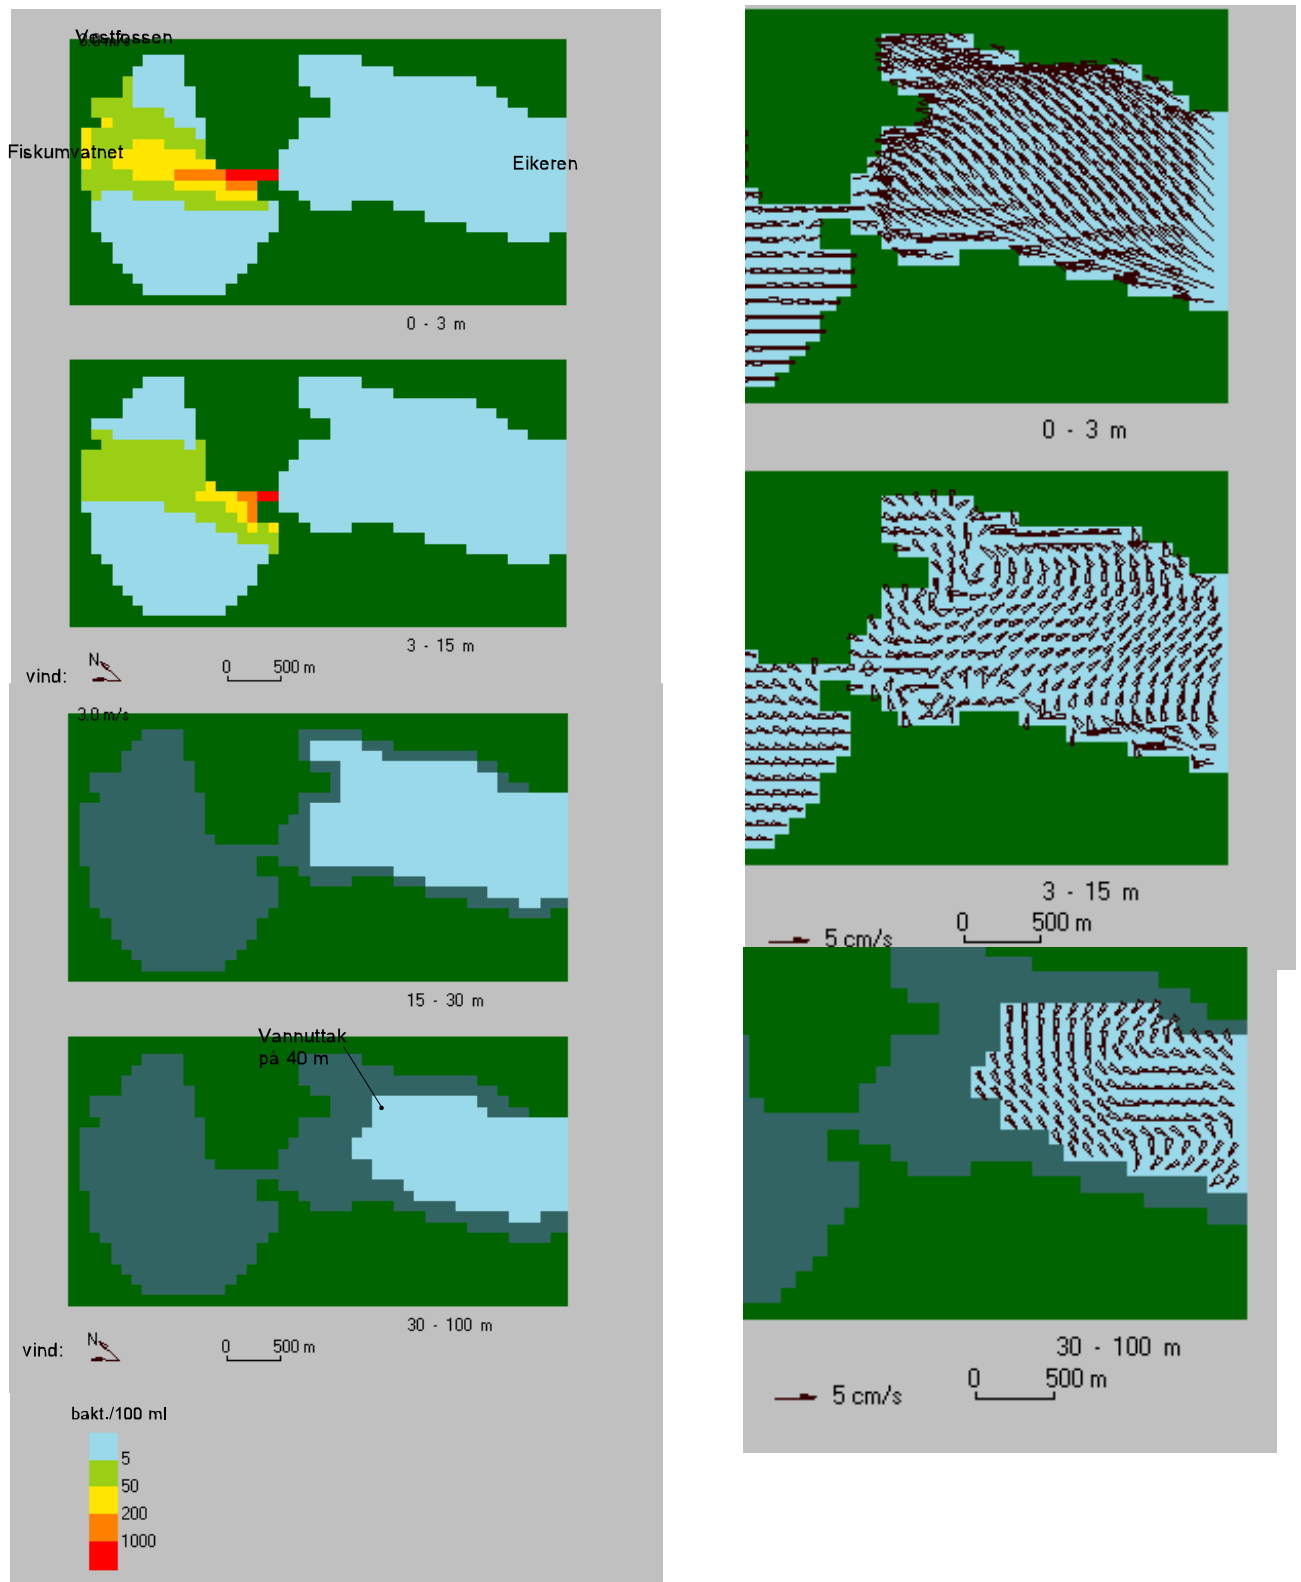 Vestfossen
3.0 m/s
Fiskumvatnet
Eikeren
0 - 3 m
3 - 15 m
vind:
N
0 500 m
3.0 m/s
15 - 30 m
Vannuttak
på 40 m
30 - 100 m
vind:
N
0 500 m
bakt./100 ml
5
50
200
1000
0 - 3 m
3 - 15 m
0 500 m
5 cm/s
30 - 100 m
0 500 m
5 cm/s